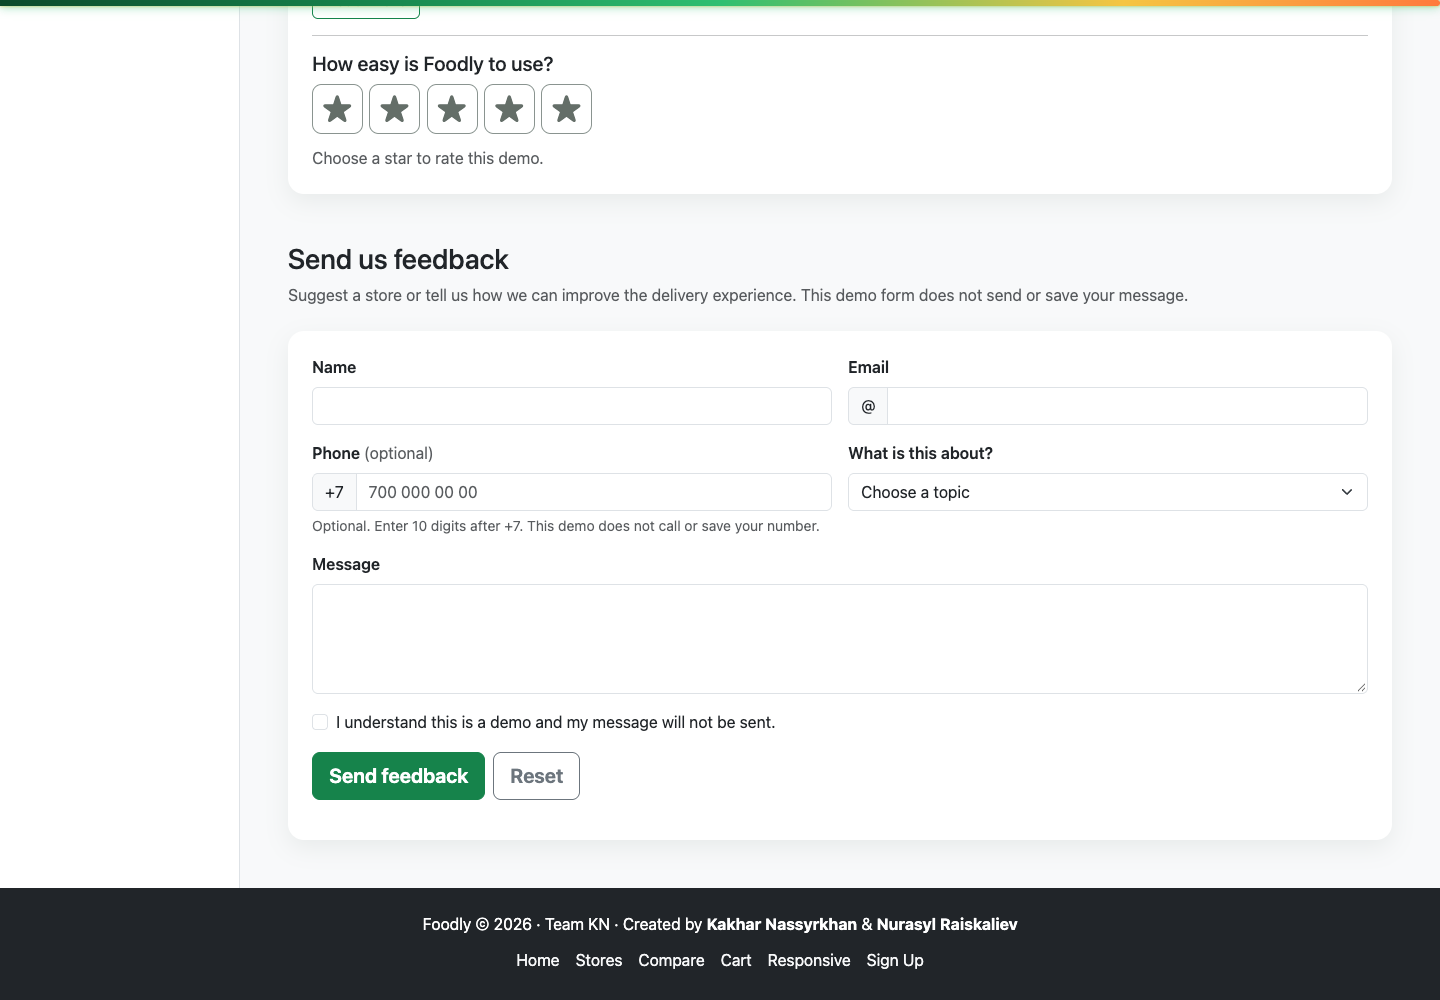 How easy is Foodly to use?
Choose a star to rate this demo.
Send us feedback
Suggest a store or tell us how we can improve the delivery experience. This demo form does not send or save your message.
Name
Email
@
Phone (optional)
What is this about?
+7 700 000 00 00
Choose a topic
Optional. Enter 10 digits after +7. This demo does not call or save your number.
Message
I understand this is a demo and my message will not be sent.
Send feedback
Reset
Foodly © 2026 · Team KN · Created by Kakhar Nassyrkhan & Nurasyl Raiskaliev
Home Stores Compare Cart Responsive Sign Up